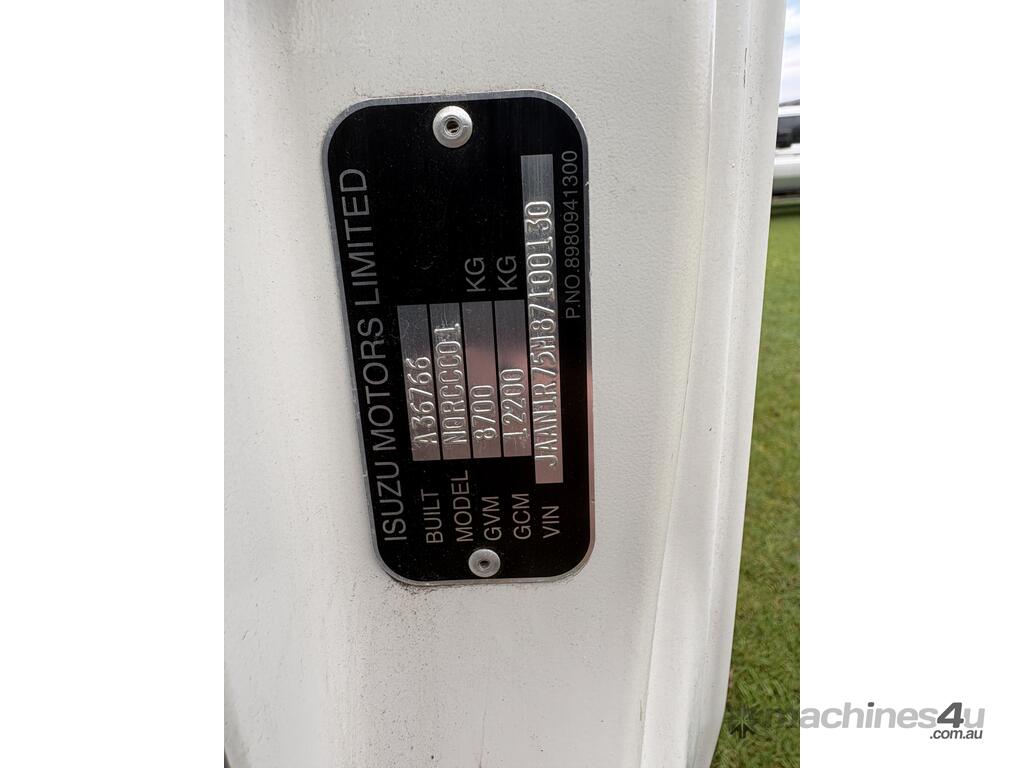 ISUZU MOTORS LIMITED
BUILT A36766
MODEL NQRCCC01
GVM 8700 KG
GCM 12200 KG
VIN JAAN1R75M87100130
P.NO.8980941300
machines4u
.com.au